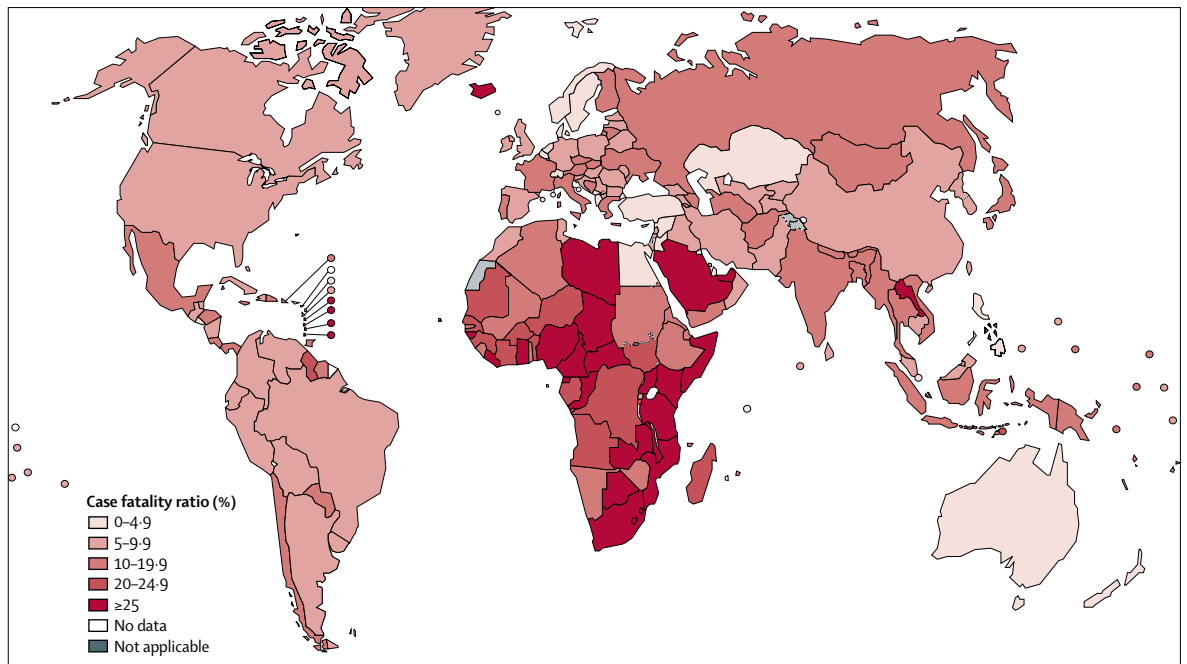 Case fatality ratio (%)
0–4·9
5–9·9
10–19·9
20–24·9
≥25
No data
Not applicable